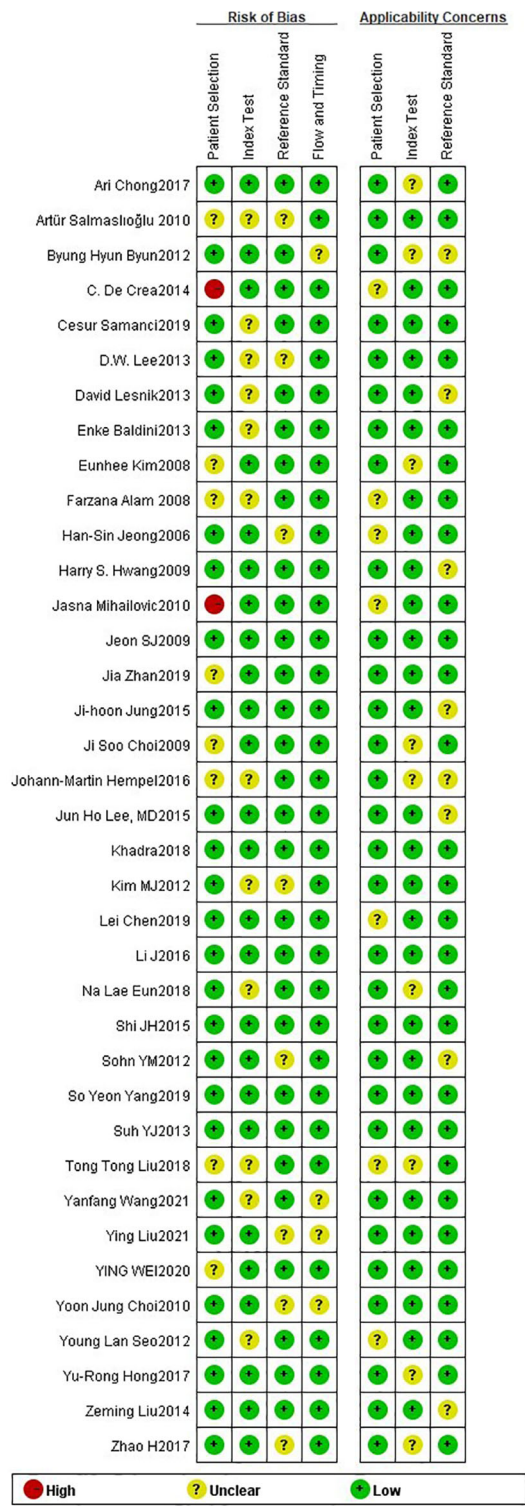 Risk of Bias
Applicability Concerns
Patient Selection
Index Test
Reference Standard
Flow and Timing
Patient Selection
Index Test
Reference Standard
Ari Chong2017 + + + + + ? +
Artür Salmaslıoğlu 2010 ? ? ? + + + +
Byung Hyun Byun2012 + + + ? + ? ?
C. De Crea2014 - + + + ? + +
Cesur Samanci2019 + ? + + + + +
D.W. Lee2013 + ? ? + + + +
David Lesnik2013 + ? + + + + ?
Enke Baldini2013 + ? + + + + +
Eunhee Kim2008 ? + + + + ? +
Farzana Alam 2008 ? ? + + ? + +
Han-Sin Jeong2006 + + ? + ? + +
Harry S. Hwang2009 + + + + + + ?
Jasna Mihailovic2010 - + + + ? + +
Jeon SJ2009 + + + + + + +
Jia Zhan2019 ? + + + + + +
Ji-hoon Jung2015 + + + + + + ?
Ji Soo Choi2009 ? + + + + ? +
Johann-Martin Hempel2016 ? ? + + + ? ?
Jun Ho Lee, MD2015 + + + + + + ?
Khadra2018 + + + + + + +
Kim MJ2012 + ? ? + + + +
Lei Chen2019 + + + + ? + +
Li J2016 + + + + + + +
Na Lae Eun2018 + ? + + + ? +
Shi JH2015 + + + + + + +
Sohn YM2012 + + ? + + + ?
So Yeon Yang2019 + + + + + + +
Suh YJ2013 + + + + + + +
Tong Tong Liu2018 ? ? + + ? ? +
Yanfang Wang2021 + ? + ? + + +
Ying Liu2021 + + ? ? + + +
YING WEI2020 ? + + + + + +
Yoon Jung Choi2010 + + ? ? + + +
Young Lan Seo2012 + ? + + ? + +
Yu-Rong Hong2017 + + + + + ? +
Zeming Liu2014 + + + + + + ?
Zhao H2017 + + ? + + ? +
- High ? Unclear + Low